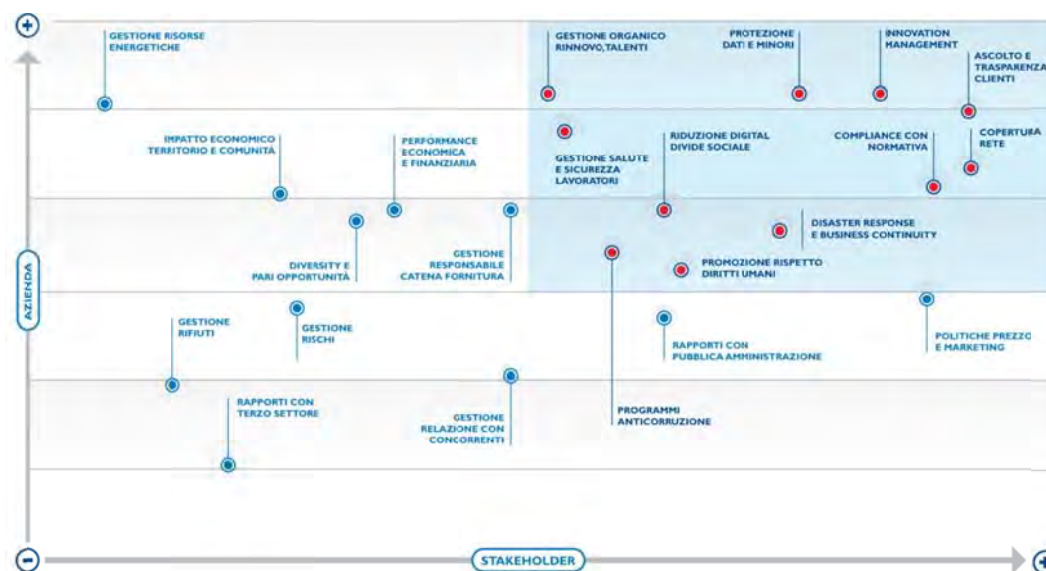 +
GESTIONE RISORSE
ENERGETICHE
GESTIONE ORGANICO
RINNOVO, TALENTI
PROTEZIONE
DATI E MINORI
INNOVATION
MANAGEMENT
ASCOLTO E
TRASPARENZA
CLIENTI
IMPATTO ECONOMICO
TERRITORIO E COMUNITÀ
PERFORMANCE
ECONOMICA
E FINANZIARIA
GESTIONE SALUTE
E SICUREZZA
LAVORATORI
RIDUZIONE DIGITAL
DIVIDE SOCIALE
COMPLIANCE CON
NORMATIVA
COPERTURA
RETE
DIVERSITY E
PARI OPPORTUNITÀ
GESTIONE
RESPONSABILE
CATENA FORNITURA
DISASTER RESPONSE
E BUSINESS CONTINUITY
PROMOZIONE RISPETTO
DIRITTI UMANI
AZIENDA
GESTIONE
RIFIUTI
GESTIONE
RISCHI
RAPPORTI CON
PUBBLICA AMMINISTRAZIONE
POLITICHE PREZZO
E MARKETING
RAPPORTI CON
TERZO SETTORE
GESTIONE
RELAZIONE CON
CONCORRENTI
PROGRAMMI
ANTICORRUZIONE
-
STAKEHOLDER
+